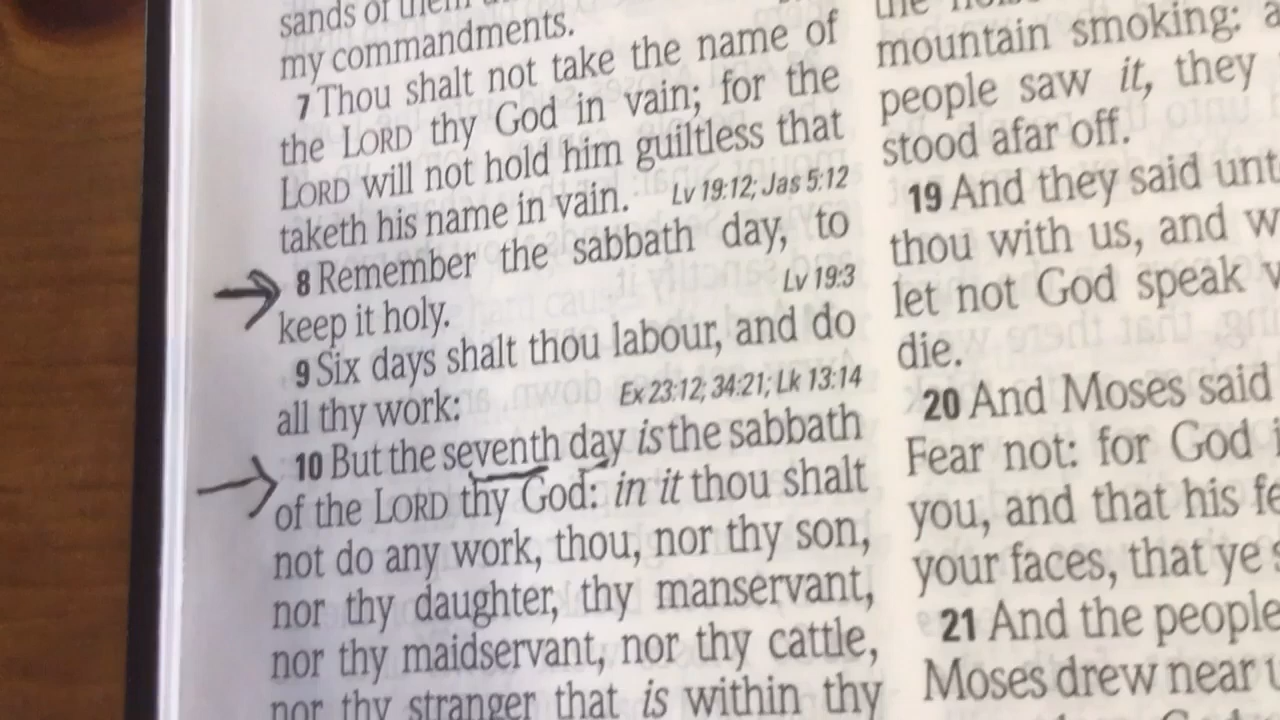 sands of them
my commandments.
7 Thou shalt not take the name of
the LORD thy God in vain; for the
LORD will not hold him guiltless that
taketh his name in vain. Lv 19:12; Jas 5:12
8 Remember the sabbath day, to
keep it holy. Lv 19:3
9 Six days shalt thou labour, and do
all thy work: Ex 23:12; 34:21; Lk 13:14
10 But the seventh day is the sabbath
of the LORD thy God: in it thou shalt
not do any work, thou, nor thy son,
nor thy daughter, thy manservant,
nor thy maidservant, nor thy cattle,
nor thy stranger that is within thy
the
mountain smoking:
people saw it, they
stood afar off.
19 And they said unt
thou with us, and w
let not God speak
die.
20 And Moses said
Fear not: for God
you, and that his fe
your faces, that ye s
21 And the people
Moses drew near